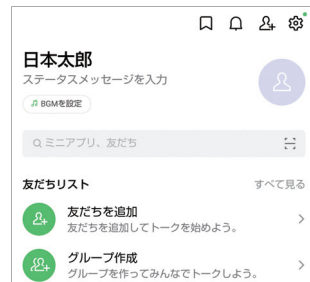 日本太郎
ステータスメッセージを入力
BGMを設定
ミニアプリ、友だち
友だちリスト
すべて見る
友だちを追加
友だちを追加してトークを始めよう。
グループ作成
グループを作ってみんなでトークしよう。